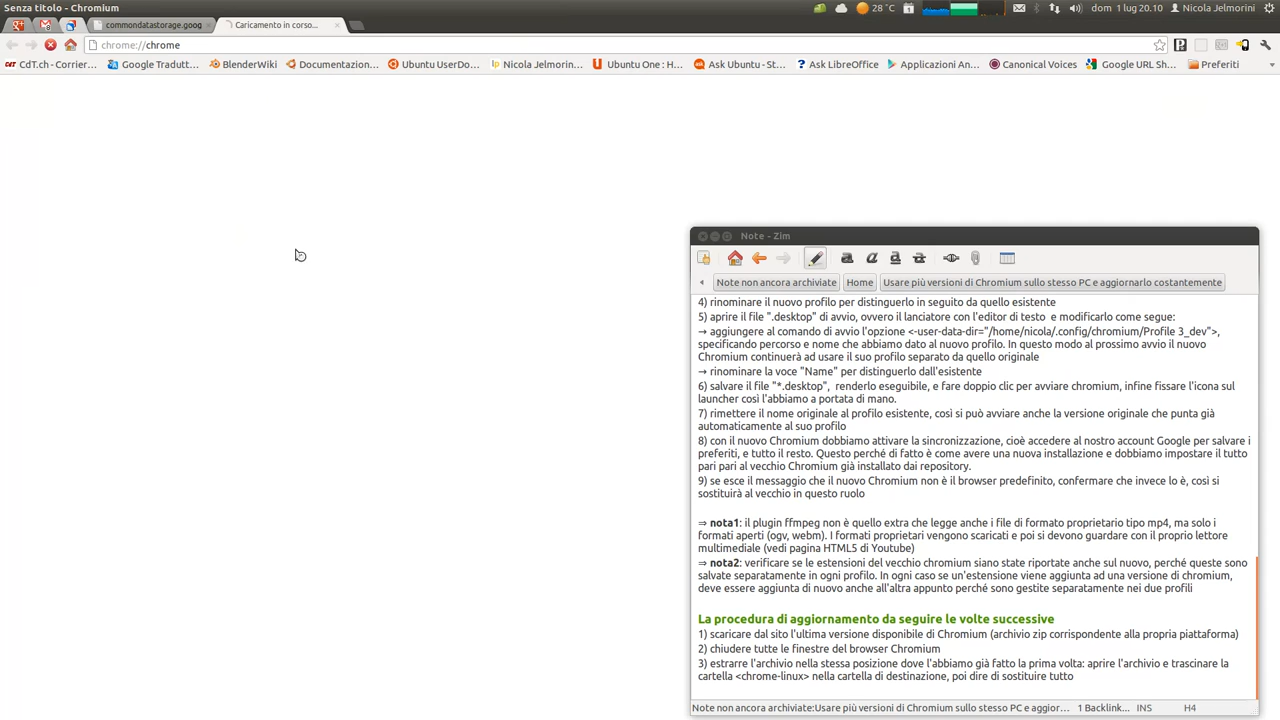 Senza titolo - Chromium
28 °C
dom 1 lug 20.10
Nicola Jelmorini
commondatastorage.goog
Caricamento in corso...
chrome://chrome
CdT.ch - Corrier...
Google Tradutt...
BlenderWiki
Documentazion...
Ubuntu UserDo...
Nicola Jelmorin...
Ubuntu One : H...
Ask Ubuntu - St...
Ask LibreOffice
Applicazioni An...
Canonical Voices
Google URL Sh...
Preferiti
Note - Zim
Note non ancora archiviate
Home
Usare più versioni di Chromium sullo stesso PC e aggiornarlo costantemente
4) rinominare il nuovo profilo per distinguerlo in seguito da quello esistente
5) aprire il file ".desktop" di avvio, ovvero il lanciatore con l'editor di testo e modificarlo come segue:
→ aggiungere al comando di avvio l'opzione <-user-data-dir="/home/nicola/.config/chromium/Profile 3_dev">,
specificando percorso e nome che abbiamo dato al nuovo profilo. In questo modo al prossimo avvio il nuovo
Chromium continuerà ad usare il suo profilo separato da quello originale
→ rinominare la voce "Name" per distinguerlo dall'esistente
6) salvare il file "*.desktop", renderlo eseguibile, e fare doppio clic per avviare chromium, infine fissare l'icona sul
launcher così l'abbiamo a portata di mano.
7) rimettere il nome originale al profilo esistente, così si può avviare anche la versione originale che punta già
automaticamente al suo profilo
8) con il nuovo Chromium dobbiamo attivare la sincronizzazione, cioè accedere al nostro account Google per salvare i
preferiti, e tutto il resto. Questo perché di fatto è come avere una nuova installazione e dobbiamo impostare il tutto
pari pari al vecchio Chromium già installato dai repository.
9) se esce il messaggio che il nuovo Chromium non è il browser predefinito, confermare che invece lo è, così si
sostituirà al vecchio in questo ruolo
⇒ nota1: il plugin ffmpeg non è quello extra che legge anche i file di formato proprietario tipo mp4, ma solo i
formati aperti (ogv, webm). I formati proprietari vengono scaricati e poi si devono guardare con il proprio lettore
multimediale (vedi pagina HTML5 di Youtube)
⇒ nota2: verificare se le estensioni del vecchio chromium siano state riportate anche sul nuovo, perché queste sono
salvate separatamente in ogni profilo. In ogni caso se un'estensione viene aggiunta ad una versione di chromium,
deve essere aggiunta di nuovo anche all'altra appunto perché sono gestite separatamente nei due profili
La procedura di aggiornamento da seguire le volte successive
1) scaricare dal sito l'ultima versione disponibile di Chromium (archivio zip corrispondente alla propria piattaforma)
2) chiudere tutte le finestre del browser Chromium
3) estrarre l'archivio nella stessa posizione dove l'abbiamo già fatto la prima volta: aprire l'archivio e trascinare la
cartella <chrome-linux> nella cartella di destinazione, poi dire di sostituire tutto
Note non ancora archiviate:Usare più versioni di Chromium sullo stesso PC e aggior...
1 Backlink...
INS
H4